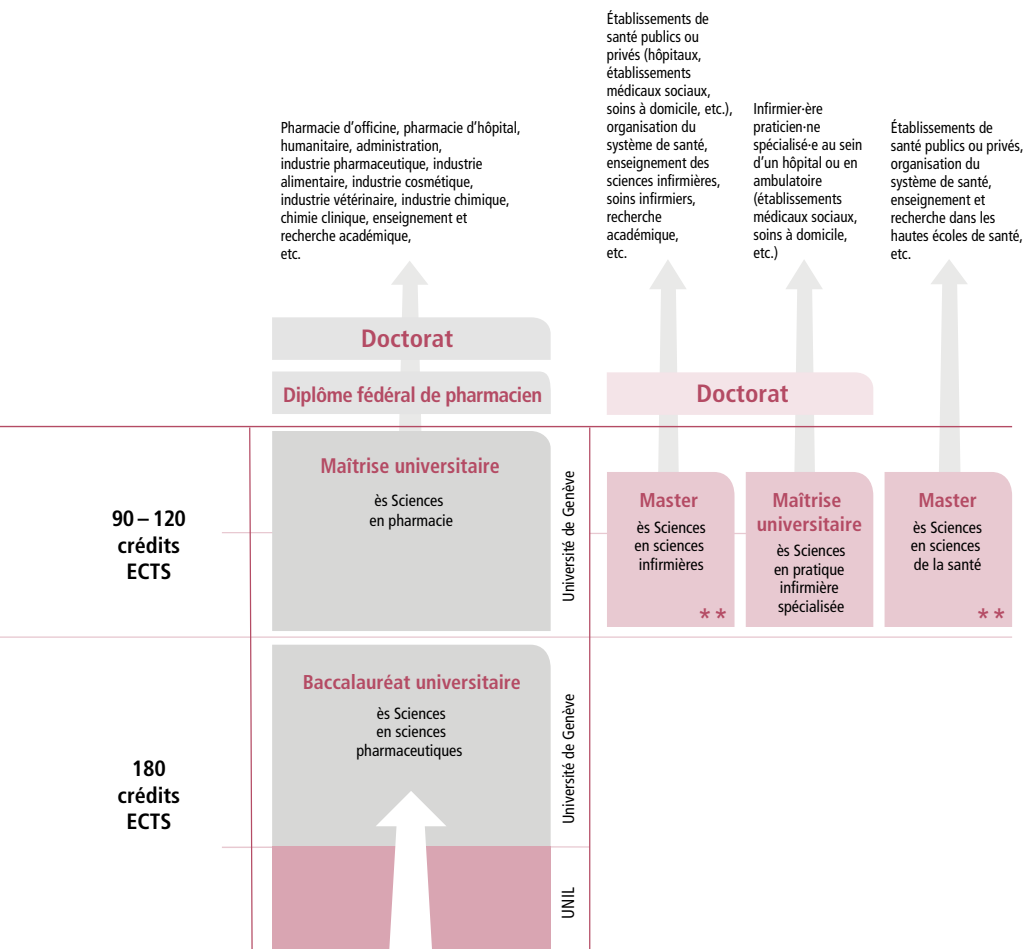 Établissements de
santé publics ou
privés (hôpitaux,
établissements
médicaux sociaux,
soins à domicile, etc.),
organisation du
système de santé,
enseignement des
sciences infirmières,
soins infirmiers,
recherche
académique,
etc.
Infirmier·ère
praticien·ne
spécialisé·e au sein
d'un hôpital ou en
ambulatoire
(établissements
médicaux sociaux,
soins à domicile,
etc.)
Établissements de
santé publics ou privés,
organisation du
système de santé,
enseignement et
recherche dans les
hautes écoles de santé,
etc.
Pharmacie d'officine, pharmacie d'hôpital,
humanitaire, administration,
industrie pharmaceutique, industrie
alimentaire, industrie cosmétique,
industrie vétérinaire, industrie chimique,
chimie clinique, enseignement et
recherche académique,
etc.
Doctorat
Diplôme fédéral de pharmacien
Doctorat
90 – 120
crédits
ECTS
Maîtrise universitaire
ès Sciences
en pharmacie
Université de Genève
Master
ès Sciences
en sciences
infirmières
**
Maîtrise
universitaire
ès Sciences
en pratique
infirmière
spécialisée
Master
ès Sciences
en sciences
de la santé
**
180
crédits
ECTS
Baccalauréat universitaire
ès Sciences
en sciences
pharmaceutiques
Université de Genève
UNIL